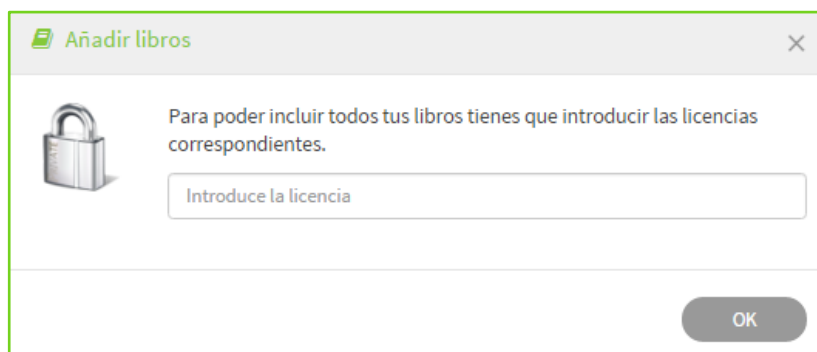 Añadir libros
Para poder incluir todos tus libros tienes que introducir las licencias
correspondientes.
Introduce la licencia
OK